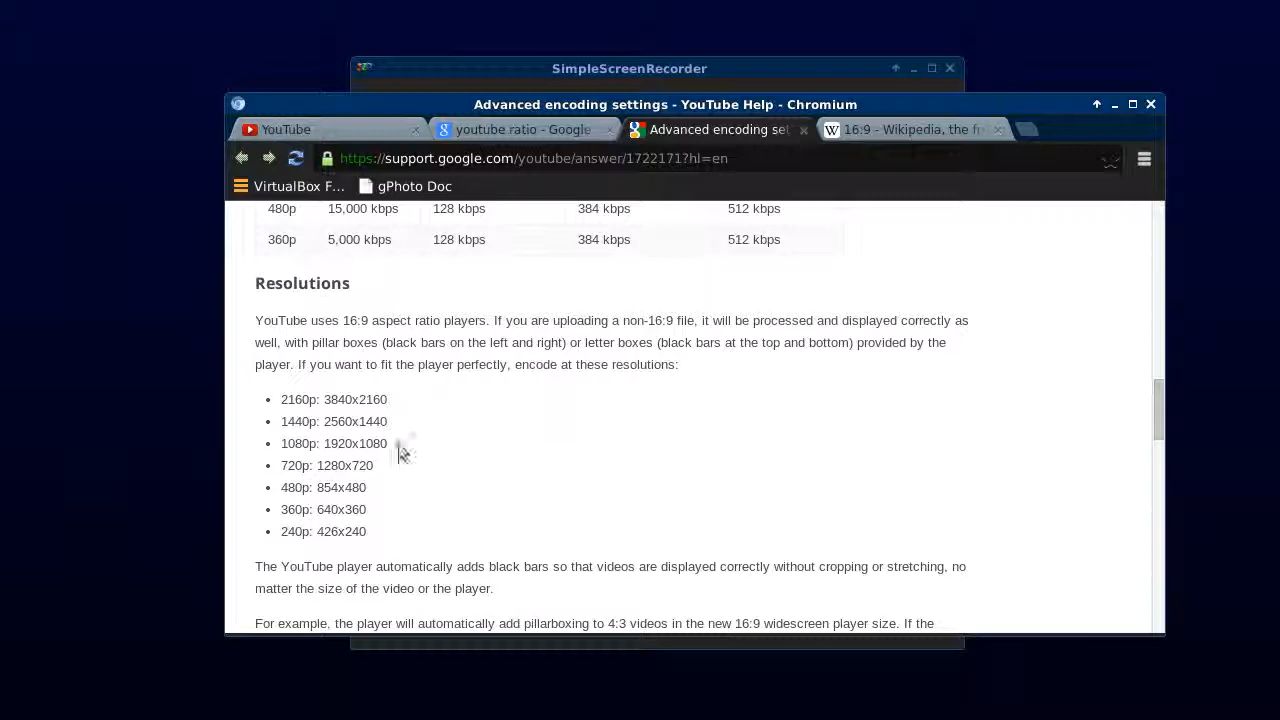 SimpleScreenRecorder
Advanced encoding settings - YouTube Help - Chromium
YouTube
youtube ratio - Google
Advanced encoding set
16:9 - Wikipedia, the fr
https://support.google.com/youtube/answer/1722171?hl=en
VirtualBox F... gPhoto Doc
480p 15,000 kbps 128 kbps 384 kbps 512 kbps
360p 5,000 kbps 128 kbps 384 kbps 512 kbps
Resolutions
YouTube uses 16:9 aspect ratio players. If you are uploading a non-16:9 file, it will be processed and displayed correctly as
well, with pillar boxes (black bars on the left and right) or letter boxes (black bars at the top and bottom) provided by the
player. If you want to fit the player perfectly, encode at these resolutions:
• 2160p: 3840x2160
• 1440p: 2560x1440
• 1080p: 1920x1080
• 720p: 1280x720
• 480p: 854x480
• 360p: 640x360
• 240p: 426x240
The YouTube player automatically adds black bars so that videos are displayed correctly without cropping or stretching, no
matter the size of the video or the player.
For example, the player will automatically add pillarboxing to 4:3 videos in the new 16:9 widescreen player size. If the